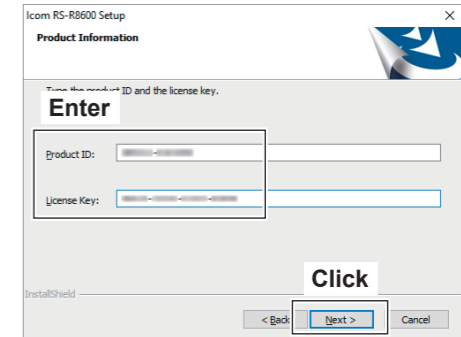 Icom RS-R8600 Setup
Product Information
Type the product ID and the license key.
Enter
Product ID:
License Key:
Click
InstallShield
< Back
Next >
Cancel